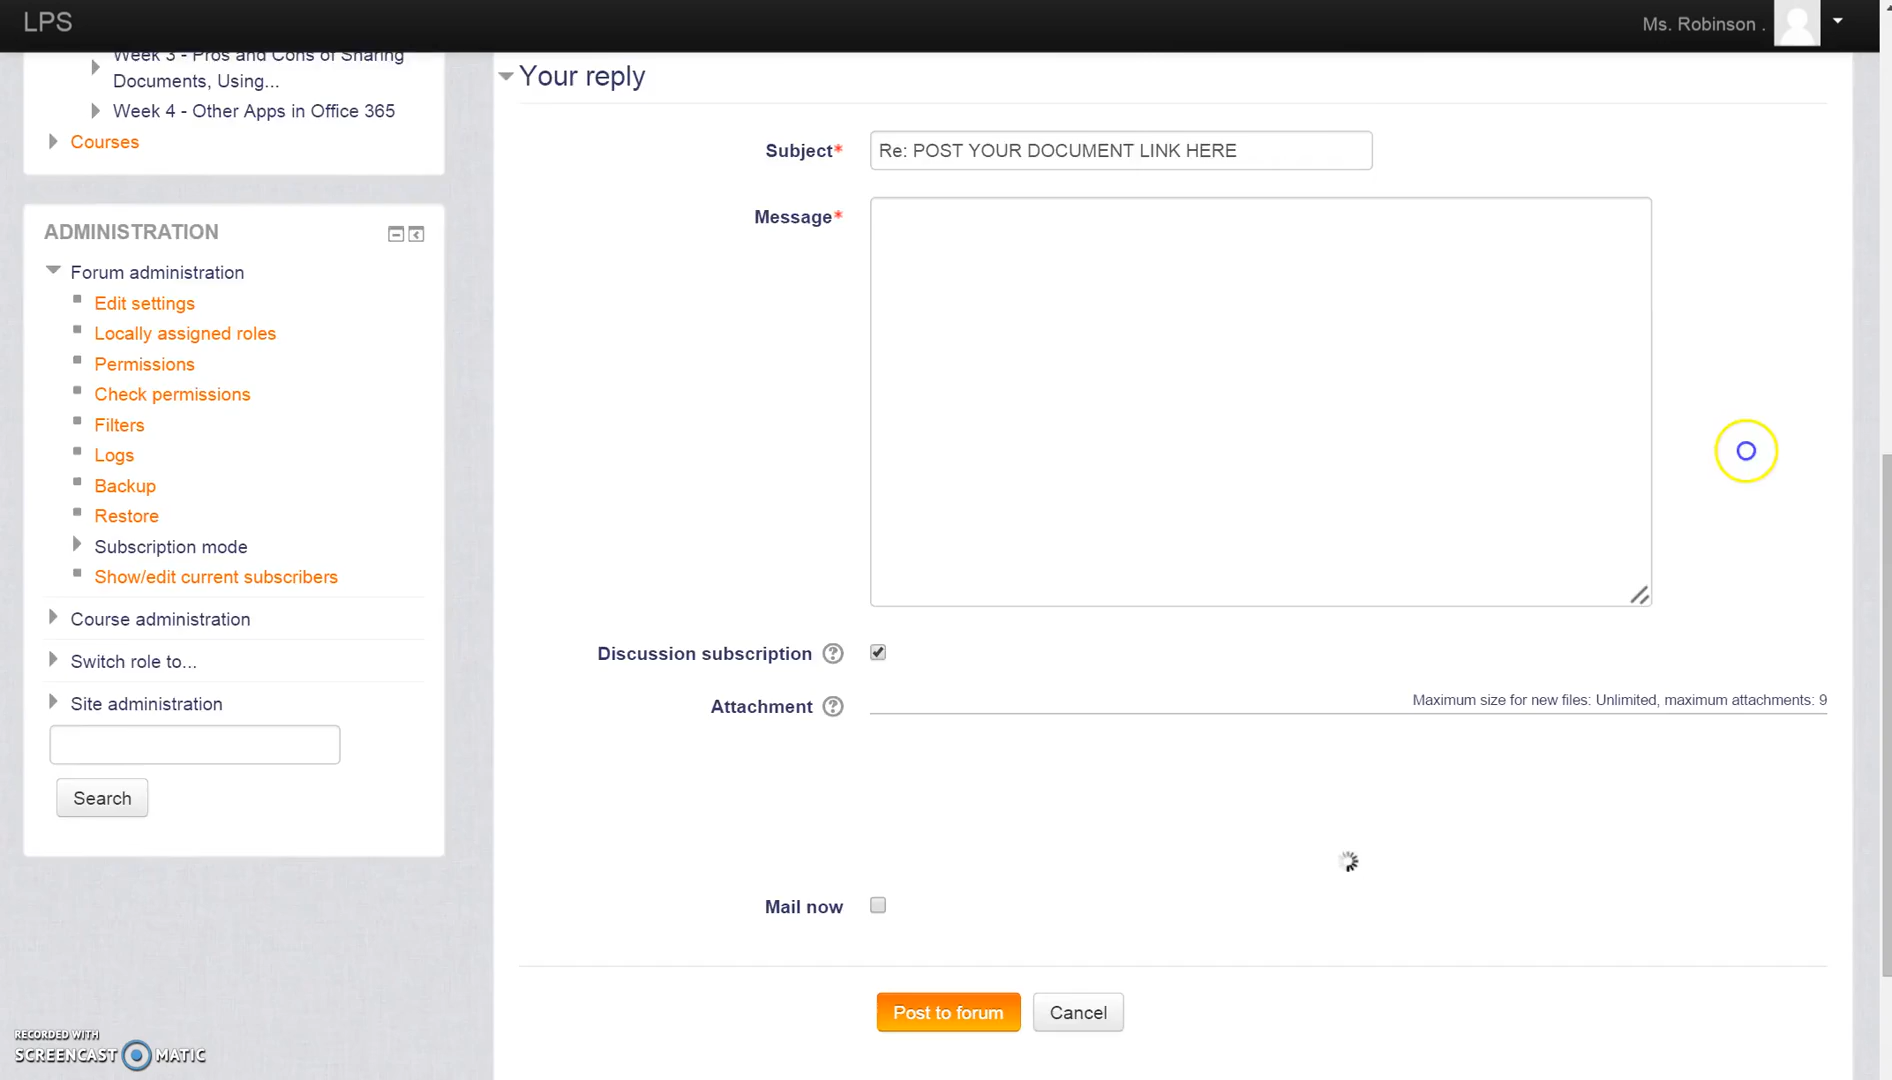 LPS
Ms. Robinson .
Week 3 - Pros and Cons of Sharing
Documents, Using...
Week 4 - Other Apps in Office 365
Courses
ADMINISTRATION
Forum administration
Edit settings
Locally assigned roles
Permissions
Check permissions
Filters
Logs
Backup
Restore
Subscription mode
Show/edit current subscribers
Course administration
Switch role to...
Site administration
Search
Your reply
Subject*
Re: POST YOUR DOCUMENT LINK HERE
Message*
Discussion subscription ?
Attachment ?
Maximum size for new files: Unlimited, maximum attachments: 9
Mail now
Post to forum
Cancel
RECORDED WITH
SCREENCAST MATIC